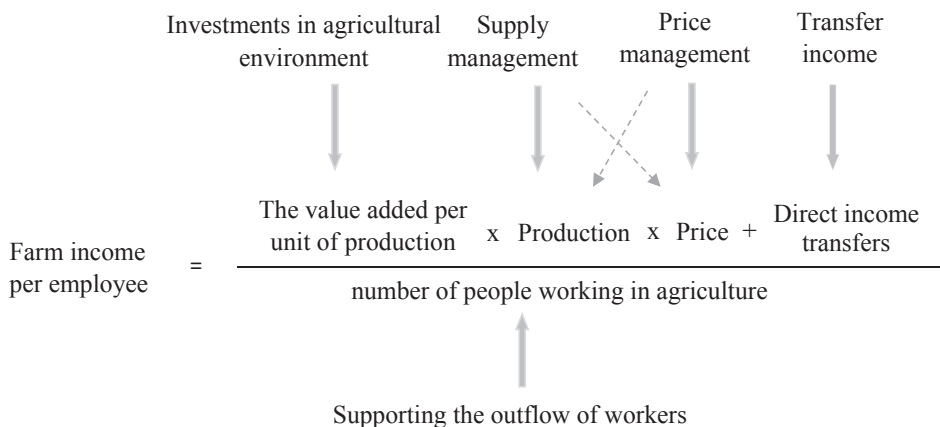 Investments in agricultural environment
Supply management
Price management
Transfer income
Farm income per employee
=
The value added per unit of production
x Production x Price +
Direct income transfers
number of people working in agriculture
Supporting the outflow of workers